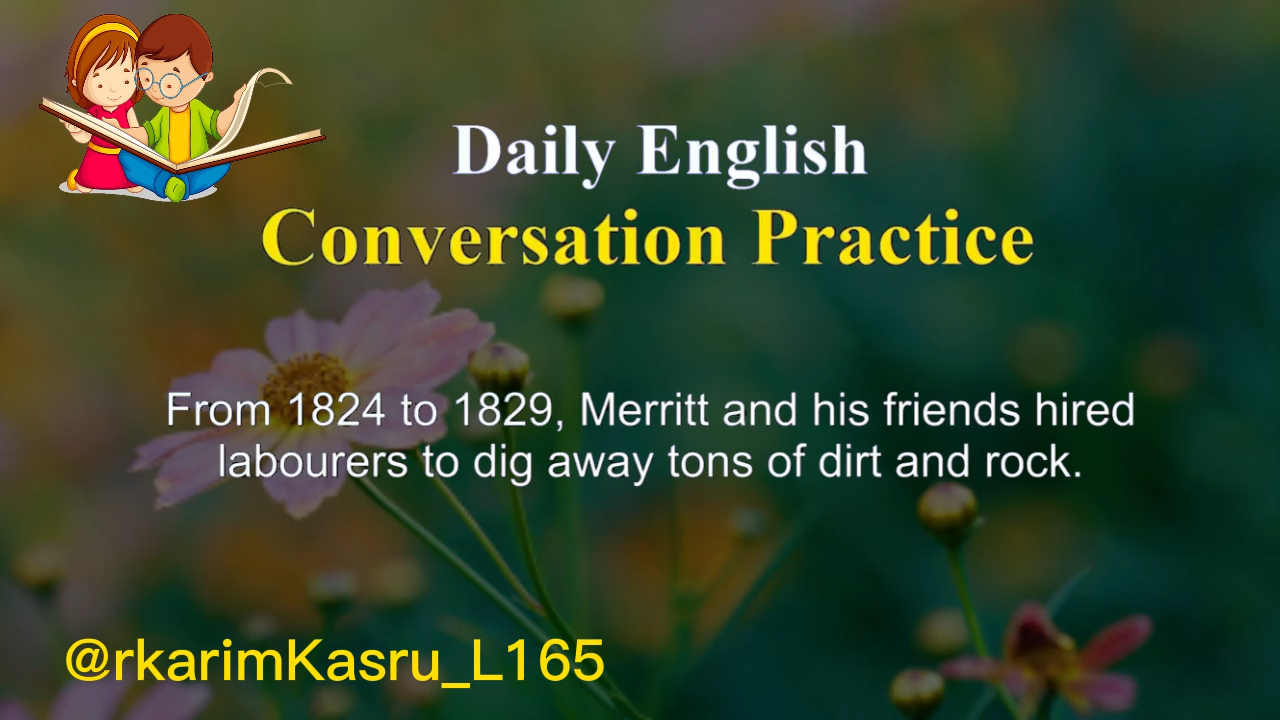 Daily English
Conversation Practice
From 1824 to 1829, Merritt and his friends hired
labourers to dig away tons of dirt and rock.
@rkarimKasru_L165